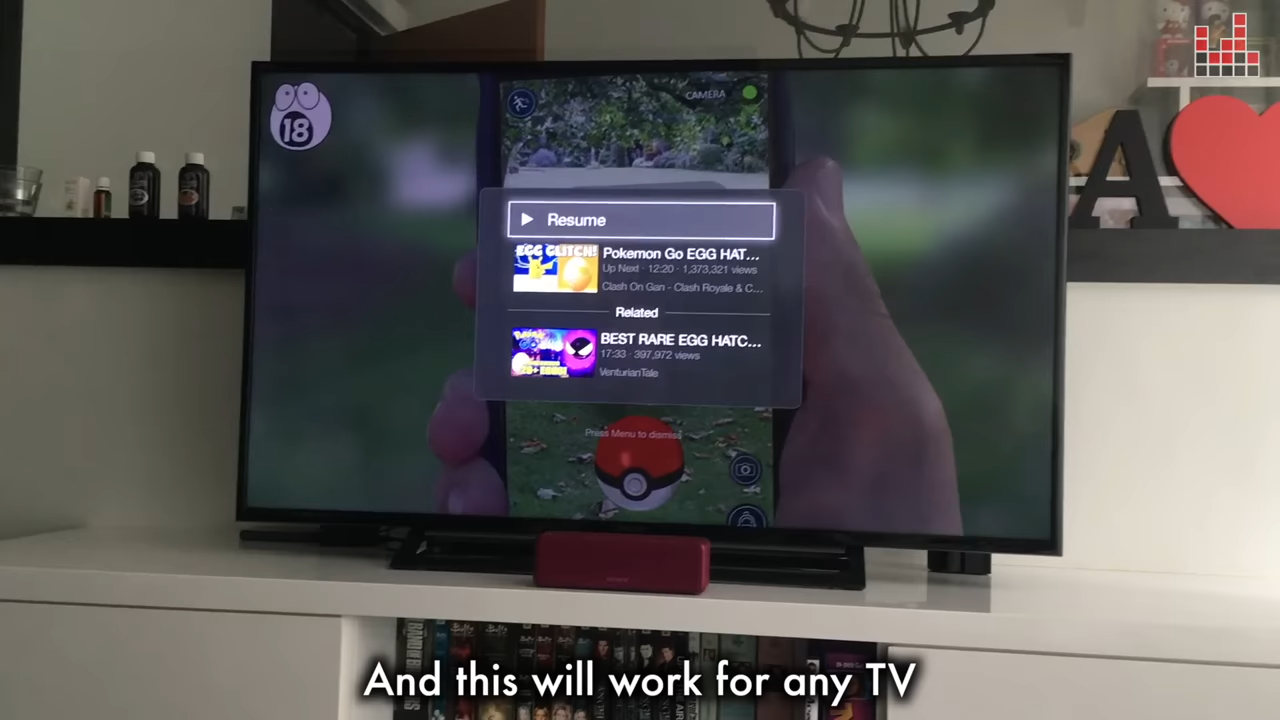 18
CAMERA
A
Resume
EGG GLITCH!
Pokemon Go EGG HAT...
Up Next · 12:20 · 1,373,321 views
Clash On Gan - Clash Royale & C...
Related
BEST RARE EGG HATC...
17:33 · 397,972 views
VenturianTale
Press Menu to dismiss
And this will work for any TV